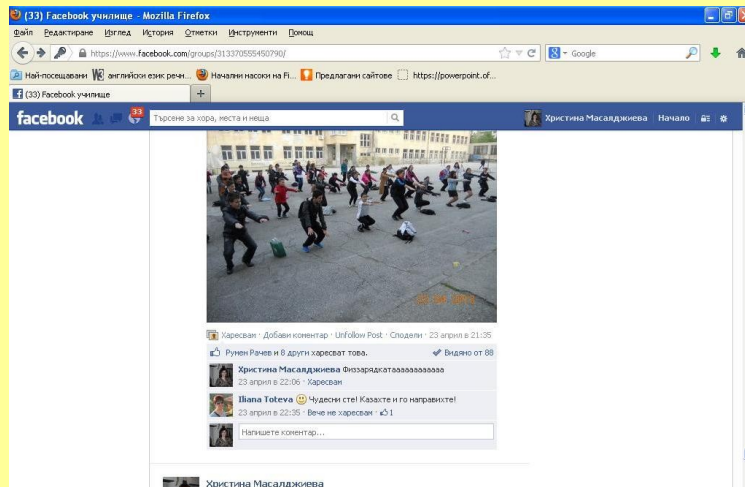 (33) Facebook училище - Mozilla Firefox
Файл Редактиране Изглед История Отметки Инструменти Помощ
https://www.facebook.com/groups/313370555450790/
Google
Най-посещавани английски език речн... Начални насоки на Fi... Предлагани сайтове https://powerpoint.of...
(33) Facebook училище
facebook 33 Търсене за хора, места и неща Христина Масалджиева Начало
Харесвам · Добави коментар · Unfollow Post · Сподели · 23 април в 21:35
Румен Рачев и 8 други харесват това. Видяно от 88
Христина Масалджиева Физзарядкатаааааааааааа
23 април в 22:06 · Харесвам
Iliana Toteva Чудесни сте! Казахте и го направихте!
23 април в 22:35 · Вече не харесвам · 1
Напишете коментар...
Христина Масалджиева